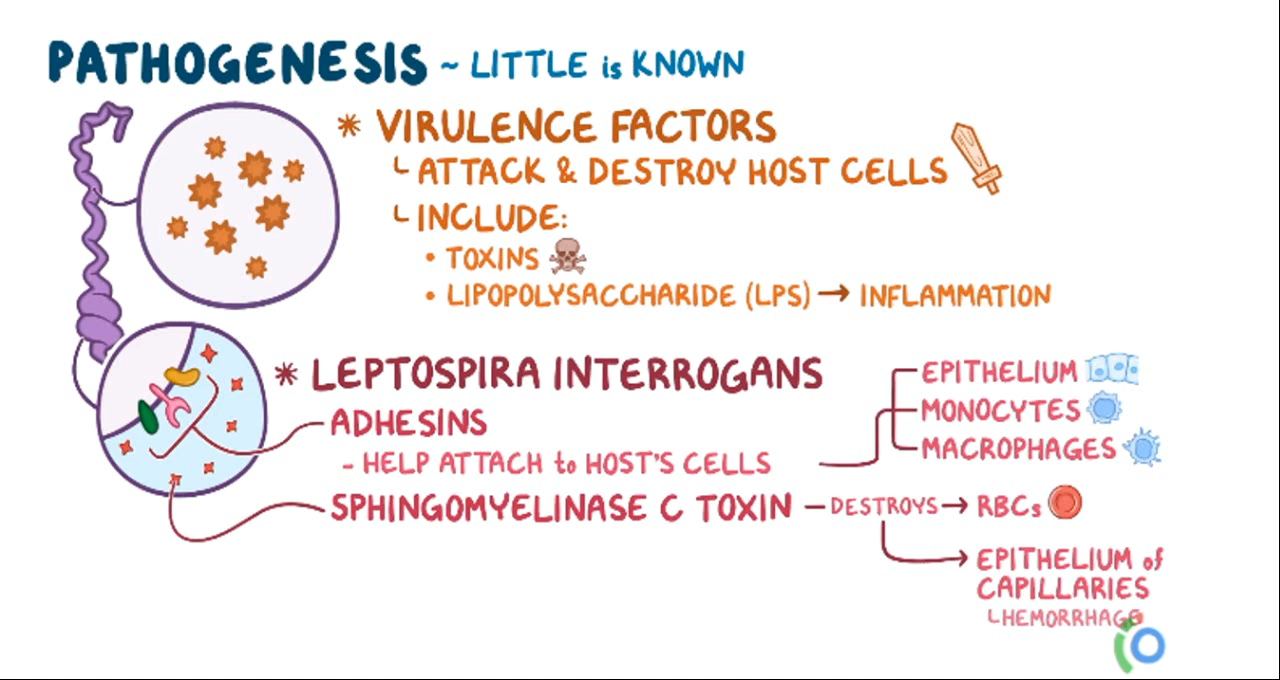 PATHOGENESIS ~ LITTLE is KNOWN
* VIRULENCE FACTORS
└ ATTACK & DESTROY HOST CELLS
└ INCLUDE:
• TOXINS
• LIPOPOLYSACCHARIDE (LPS) → INFLAMMATION
* LEPTOSPIRA INTERROGANS
ADHESINS
- HELP ATTACH to HOST'S CELLS
EPITHELIUM
MONOCYTES
MACROPHAGES
SPHINGOMYELINASE C TOXIN — DESTROYS → RBCs
EPITHELIUM of
CAPILLARIES
└ HEMORRHAGE